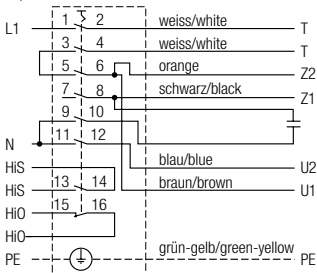 L1 1 2 weiss/white T
3 4 weiss/white T
5 6 orange Z2
7 8 schwarz/black Z1
9 10
N 11 12 blau/blue U2
HiS braun/brown U1
HiS 13 14
HiO 15 16
HiO
PE grün-gelb/green-yellow PE